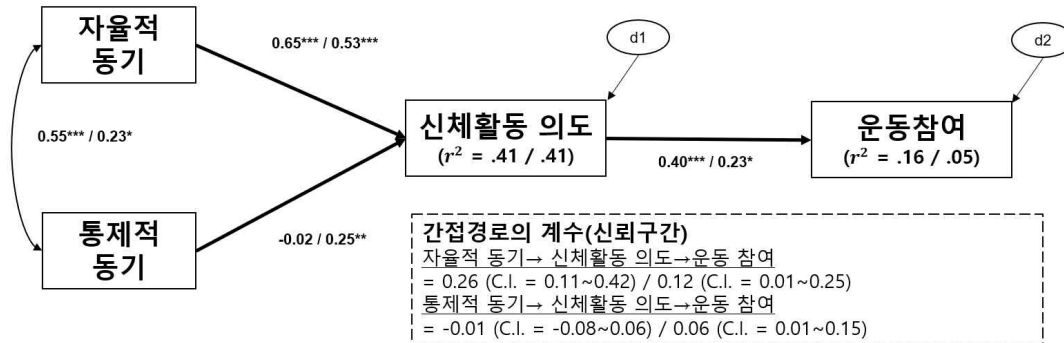 자율적
동기
0.65*** / 0.53***
d1
d2
0.55*** / 0.23*
신체활동 의도
(r² = .41 / .41)
0.40*** / 0.23*
운동참여
(r² = .16 / .05)
통제적
동기
-0.02 / 0.25**
간접경로의 계수(신뢰구간)
자율적 동기→ 신체활동 의도→운동 참여
= 0.26 (C.I. = 0.11~0.42) / 0.12 (C.I. = 0.01~0.25)
통제적 동기→ 신체활동 의도→운동 참여
= -0.01 (C.I. = -0.08~0.06) / 0.06 (C.I. = 0.01~0.15)